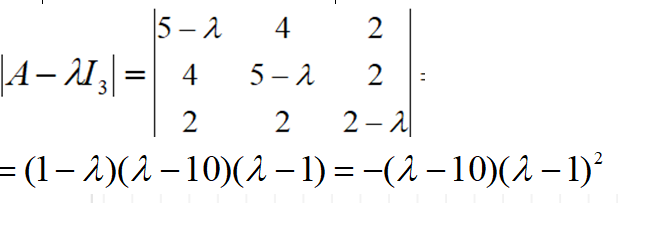 |A − λI₃| = |5 − λ 4 2|
|4 5 − λ 2| =
|2 2 2 − λ|
= (1 − λ)(λ − 10)(λ − 1) = −(λ − 10)(λ − 1)²